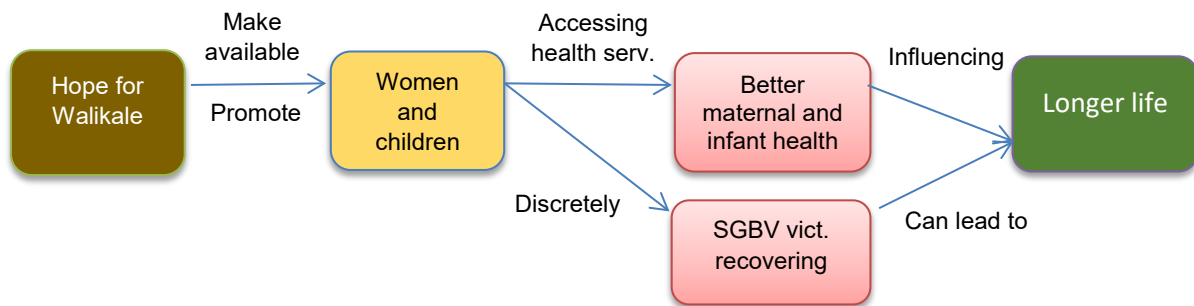 Hope for
Walikale
Make
available
Promote
Women
and
children
Accessing
health serv.
Discretely
Better
maternal and
infant health
SGBV vict.
recovering
Influencing
Can lead to
Longer life